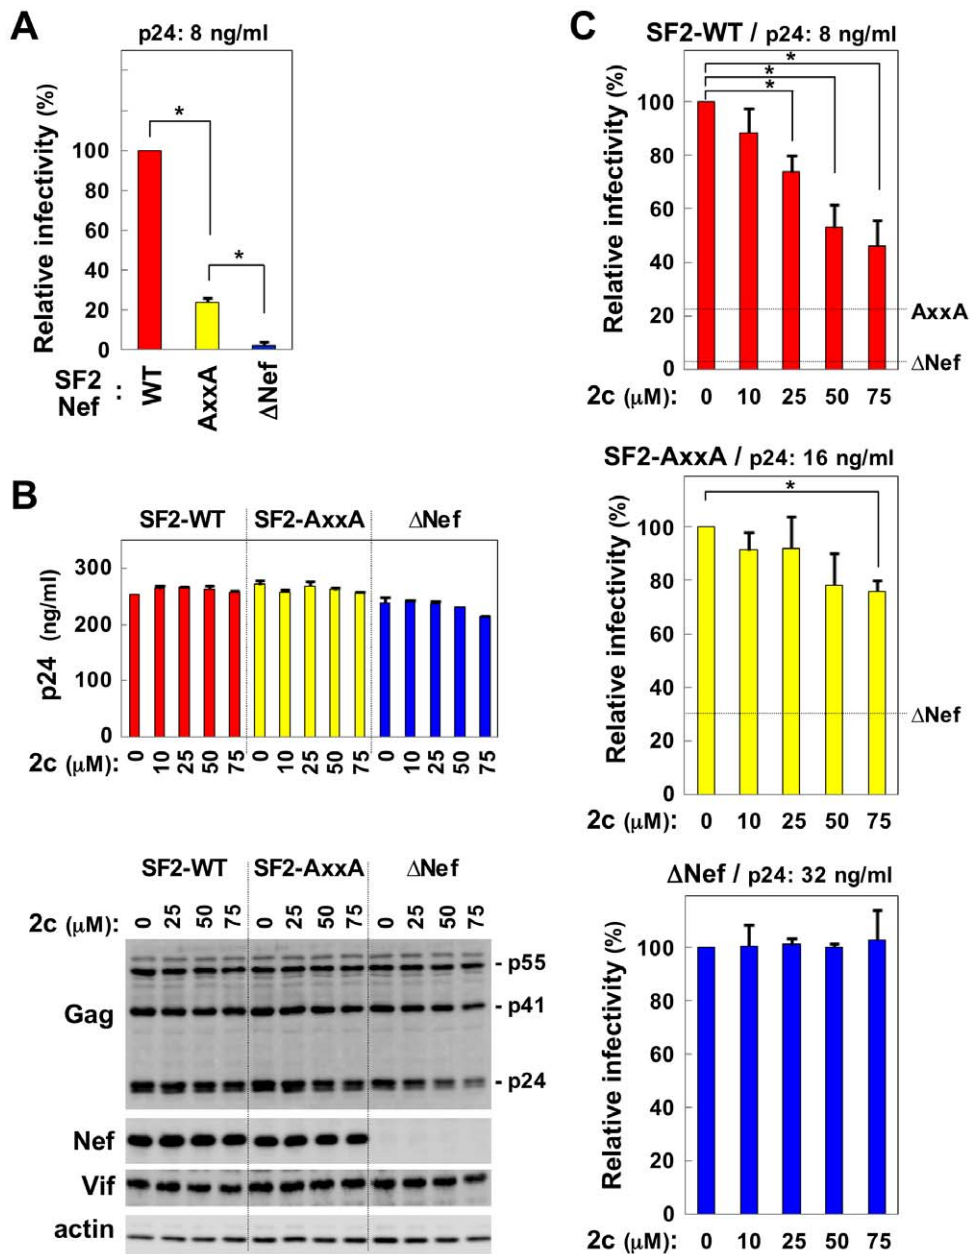 A
p24: 8 ng/ml
Relative infectivity (%)
100
80
60
40
20
0
SF2
Nef :
WT
AxxA
ΔNef
B
SF2-WT SF2-AxxA ΔNef
p24 (ng/ml)
300
200
100
0
2c (μM): 0 10 25 50 75 0 10 25 50 75 0 10 25 50 75
SF2-WT SF2-AxxA ΔNef
2c (μM): 0 25 50 75 0 25 50 75 0 25 50 75
Gag
- p55
- p41
- p24
Nef
Vif
actin
C
SF2-WT / p24: 8 ng/ml
*
*
*
Relative infectivity (%)
100
80
60
40
20
0
AxxA
ΔNef
2c (μM): 0 10 25 50 75
SF2-AxxA / p24: 16 ng/ml
*
Relative infectivity (%)
100
80
60
40
20
0
ΔNef
2c (μM): 0 10 25 50 75
ΔNef / p24: 32 ng/ml
Relative infectivity (%)
100
80
60
40
20
0
2c (μM): 0 10 25 50 75